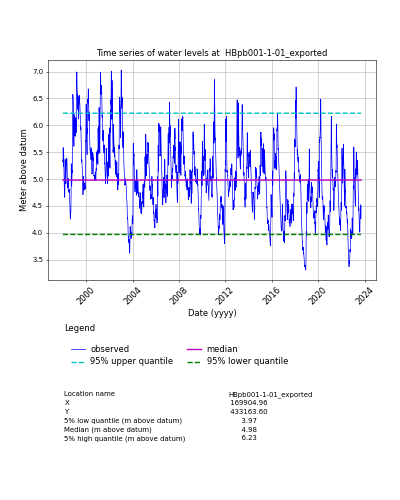 Time series of water levels at HBpb001-1-01_exported
Meter above datum
7.0
6.5
6.0
5.5
5.0
4.5
4.0
3.5
2000 2004 2008 2012 2016 2020 2024
Date (yyyy)
Legend
observed median
95% upper quantile 95% lower quantile
Location name HBpb001-1-01_exported
X 169904.96
Y 433163.60
5% low quantile (m above datum) 3.97
Median (m above datum) 4.98
5% high quantile (m above datum) 6.23